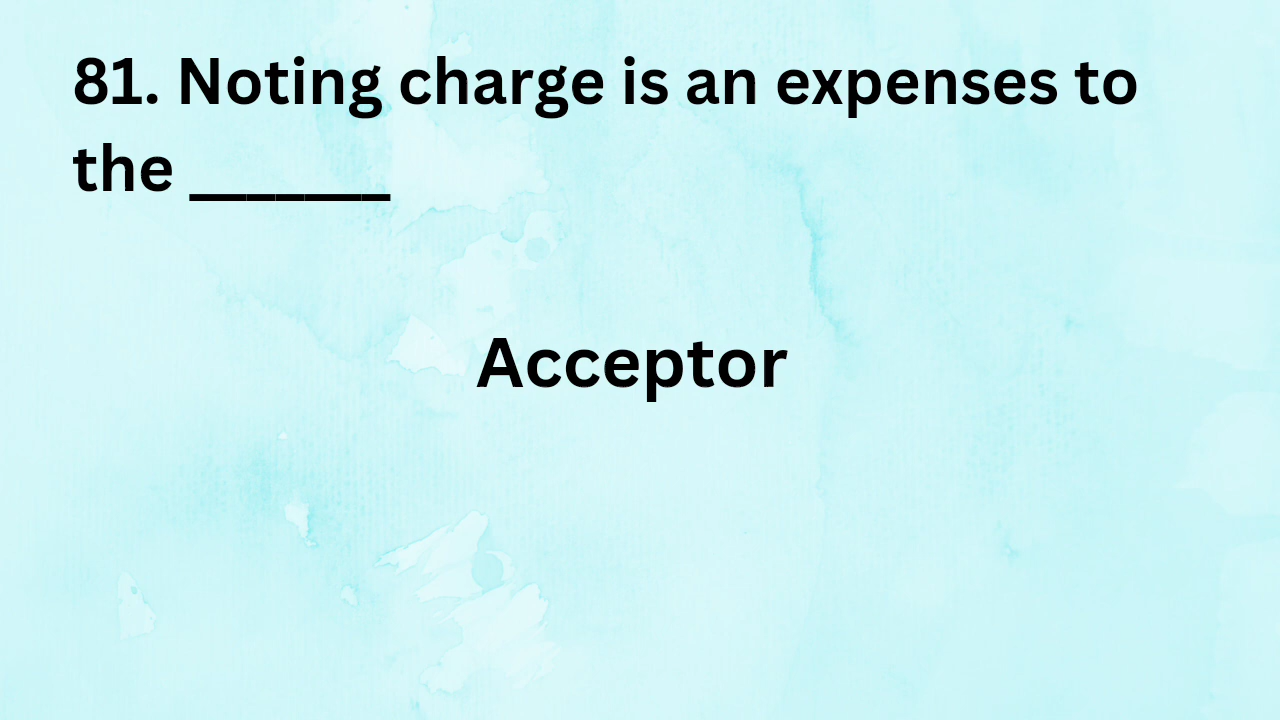 81. Noting charge is an expenses to
the _______
Acceptor